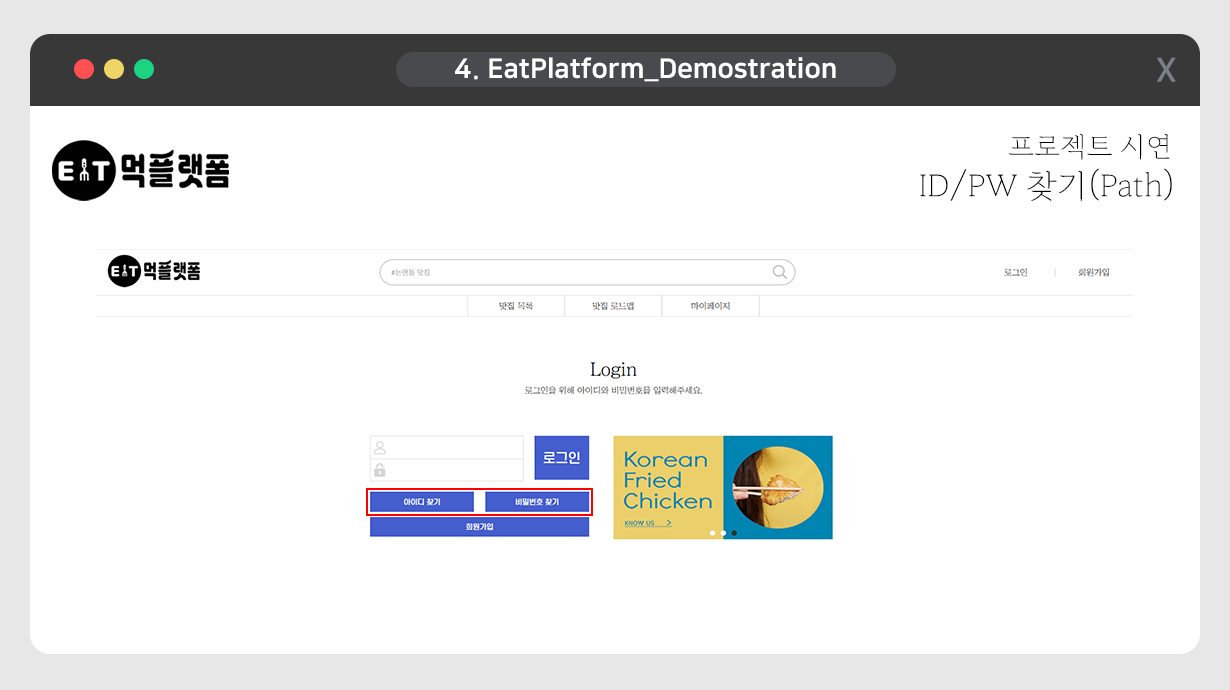 4. EatPlatform_Demostration
X
EAT 먹플랫폼
프로젝트 시연
ID/PW 찾기(Path)
EAT 먹플랫폼
#논현동 맛집
로그인 | 회원가입
맛집 목록
맛집 로드맵
마이페이지
Login
로그인을 위해 아이디와 비밀번호를 입력해주세요.
로그인
아이디 찾기
비밀번호 찾기
회원가입
Korean
Fried
Chicken
KNOW US >